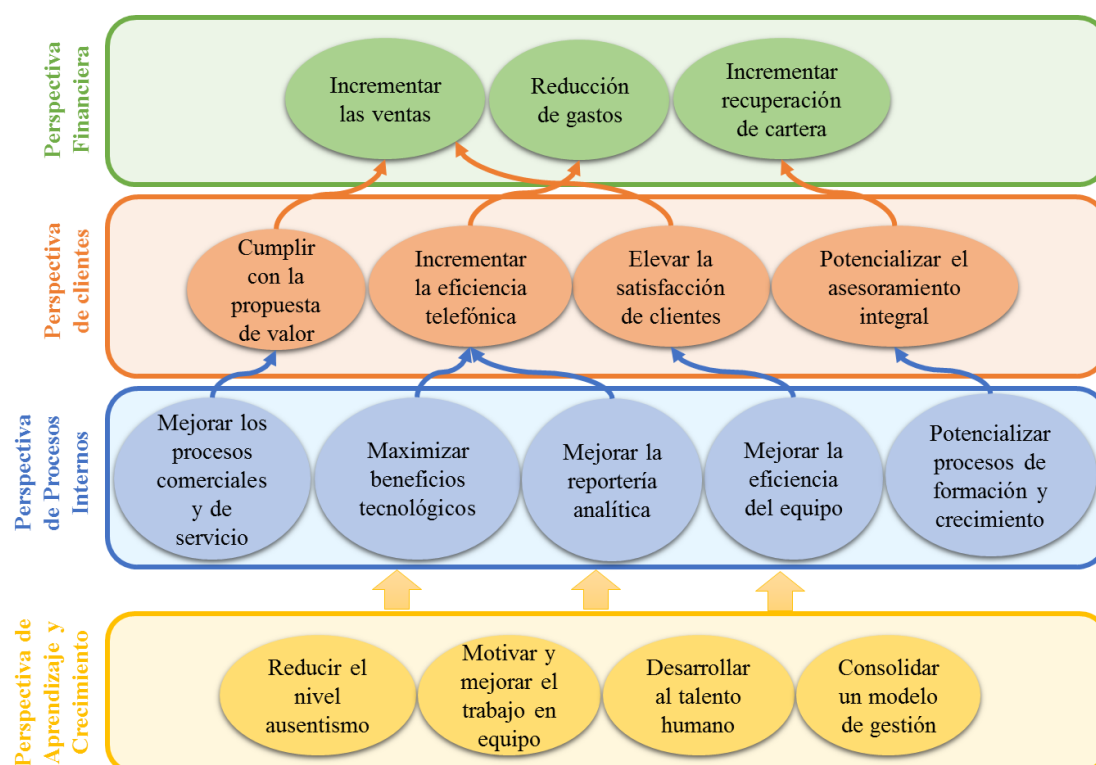 Perspectiva
Financiera
Incrementar
las ventas
Reducción
de gastos
Incrementar
recuperación
de cartera
Perspectiva
de clientes
Cumplir
con la
propuesta
de valor
Incrementar
la eficiencia
telefónica
Elevar la
satisfacción
de clientes
Potencializar el
asesoramiento
integral
Perspectiva
de Procesos
Internos
Mejorar los
procesos
comerciales
y de
servicio
Maximizar
beneficios
tecnológicos
Mejorar la
reportería
analítica
Mejorar la
eficiencia
del equipo
Potencializar
procesos de
formación y
crecimiento
Perspectiva de
Aprendizaje y
Crecimiento
Reducir el
nivel
ausentismo
Motivar y
mejorar el
trabajo en
equipo
Desarrollar
al talento
humano
Consolidar
un modelo
de gestión